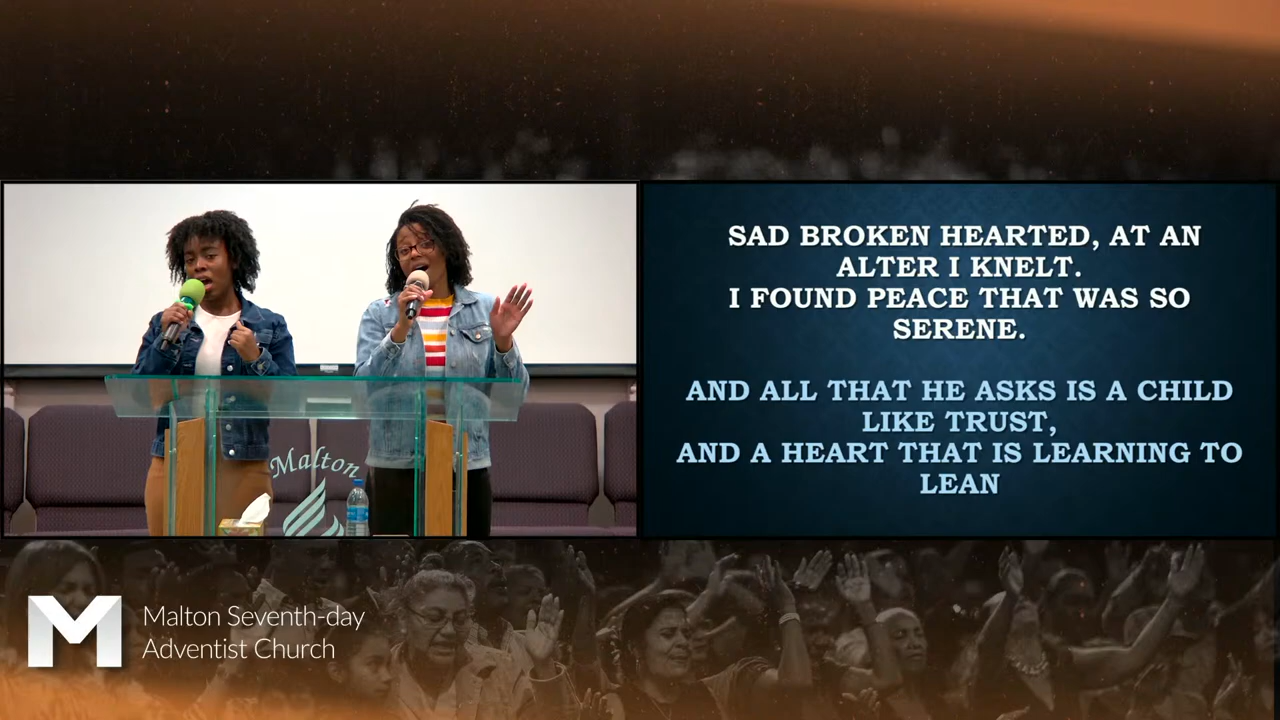 SAD BROKEN HEARTED, AT AN
ALTER I KNELT.
I FOUND PEACE THAT WAS SO
SERENE.
AND ALL THAT HE ASKS IS A CHILD
LIKE TRUST,
AND A HEART THAT IS LEARNING TO
LEAN
Malton
M
Malton Seventh-day
Adventist Church